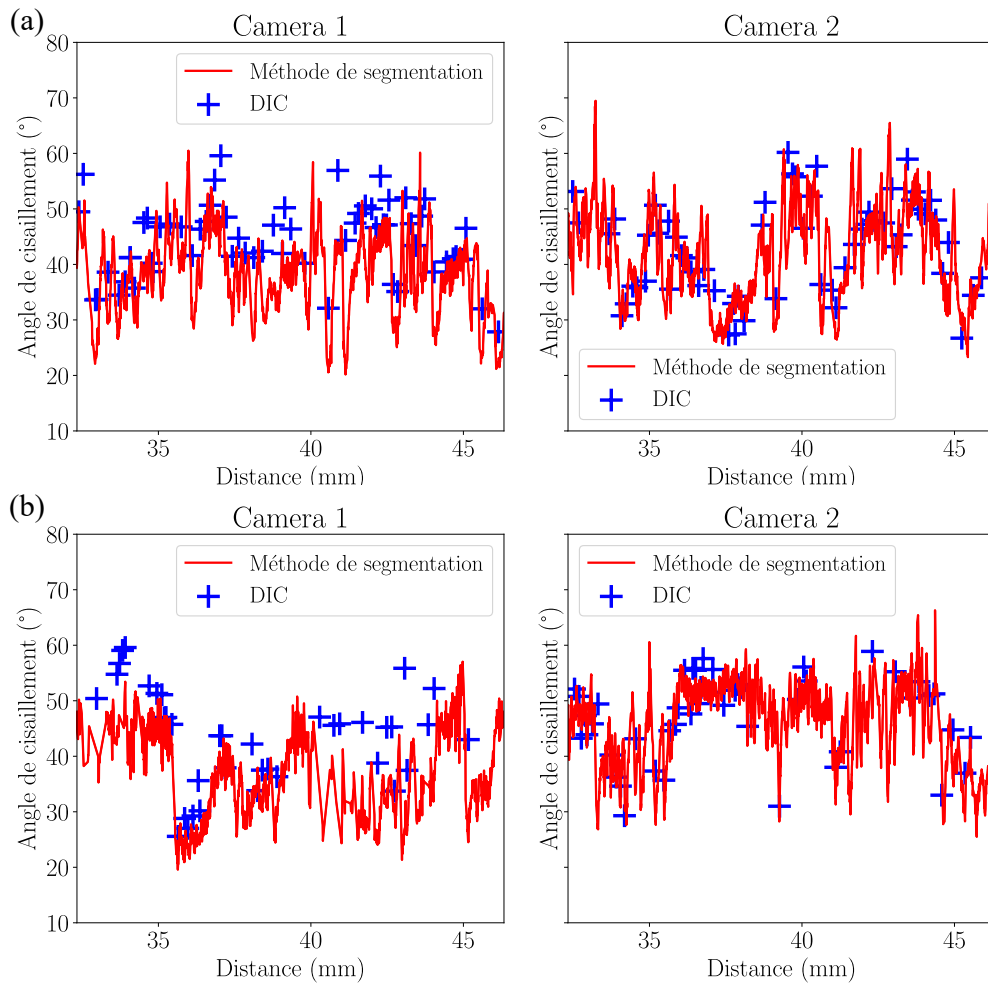 (a)
Camera 1
Camera 2
Angle de cisaillement (°)
80
70
60
50
40
30
20
10
Méthode de segmentation
DIC
35
40
45
Distance (mm)
Angle de cisaillement (°)
Méthode de segmentation
DIC
35
40
45
Distance (mm)
(b)
Camera 1
Camera 2
Angle de cisaillement (°)
80
70
60
50
40
30
20
10
Méthode de segmentation
DIC
35
40
45
Distance (mm)
Angle de cisaillement (°)
Méthode de segmentation
DIC
35
40
45
Distance (mm)